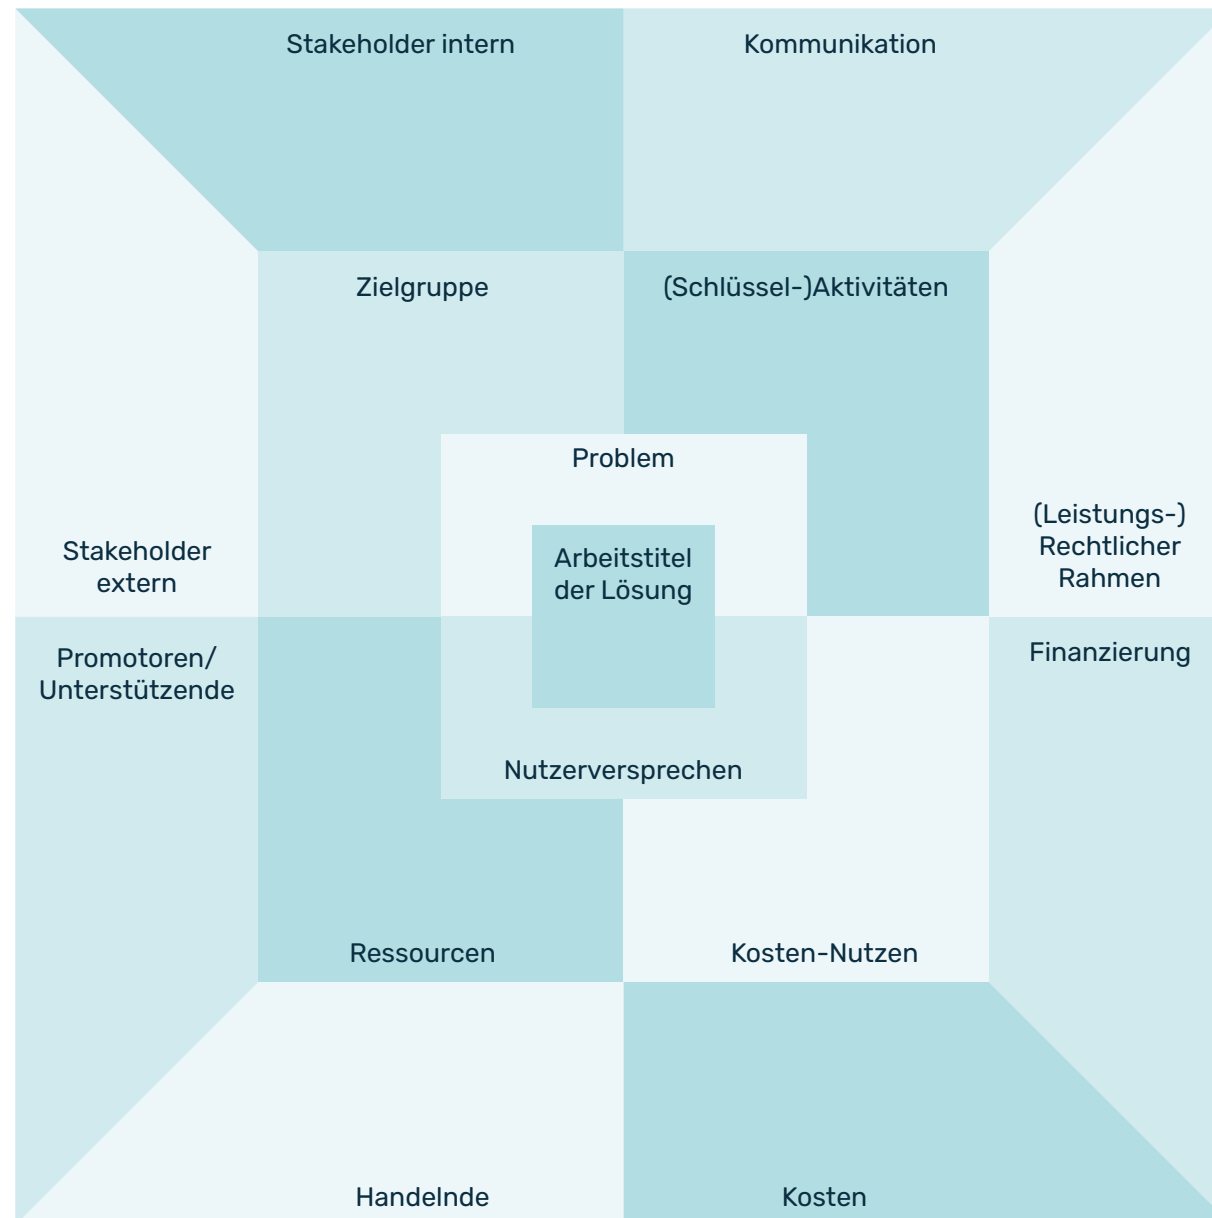 Stakeholder intern
Kommunikation
Zielgruppe
(Schlüssel-)Aktivitäten
Problem
Arbeitstitel
der Lösung
Stakeholder
extern
(Leistungs-)
Rechtlicher
Rahmen
Promotoren/
Unterstützende
Finanzierung
Nutzerversprechen
Ressourcen
Kosten-Nutzen
Handelnde
Kosten